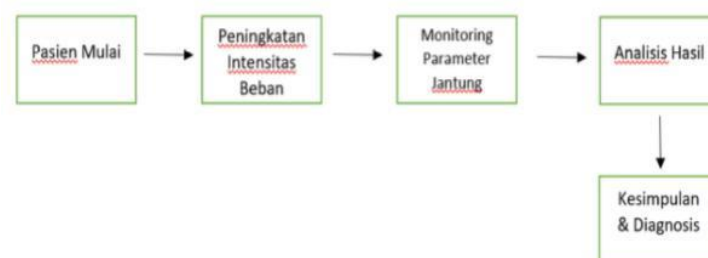 Pasien Mulai
Peningkatan
Intensitas
Beban
Monitoring
Parameter
Jantung
Analisis Hasil
Kesimpulan
& Diagnosis